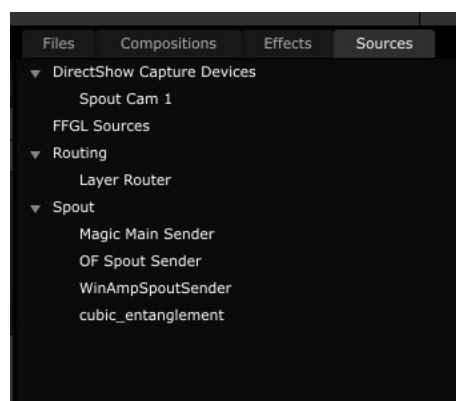 Files Compositions Effects Sources
DirectShow Capture Devices
Spout Cam 1
FFGL Sources
Routing
Layer Router
Spout
Magic Main Sender
OF Spout Sender
WinAmpSpoutSender
cubic_entanglement